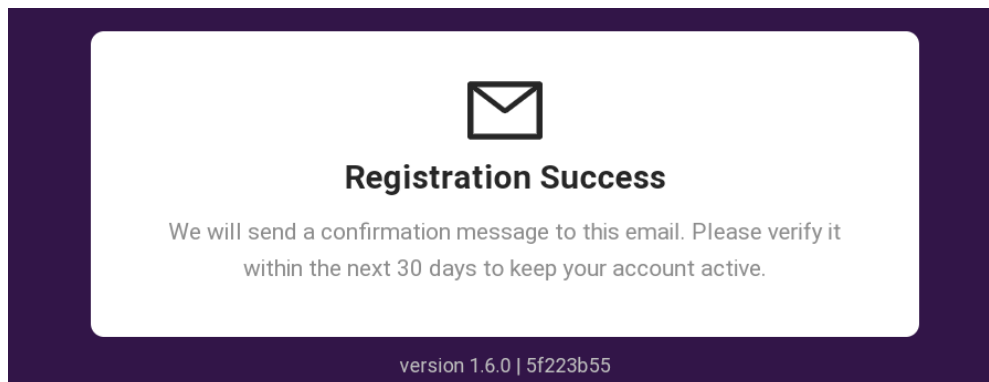 Registration Success
We will send a confirmation message to this email. Please verify it
within the next 30 days to keep your account active.
version 1.6.0 | 5f223b55